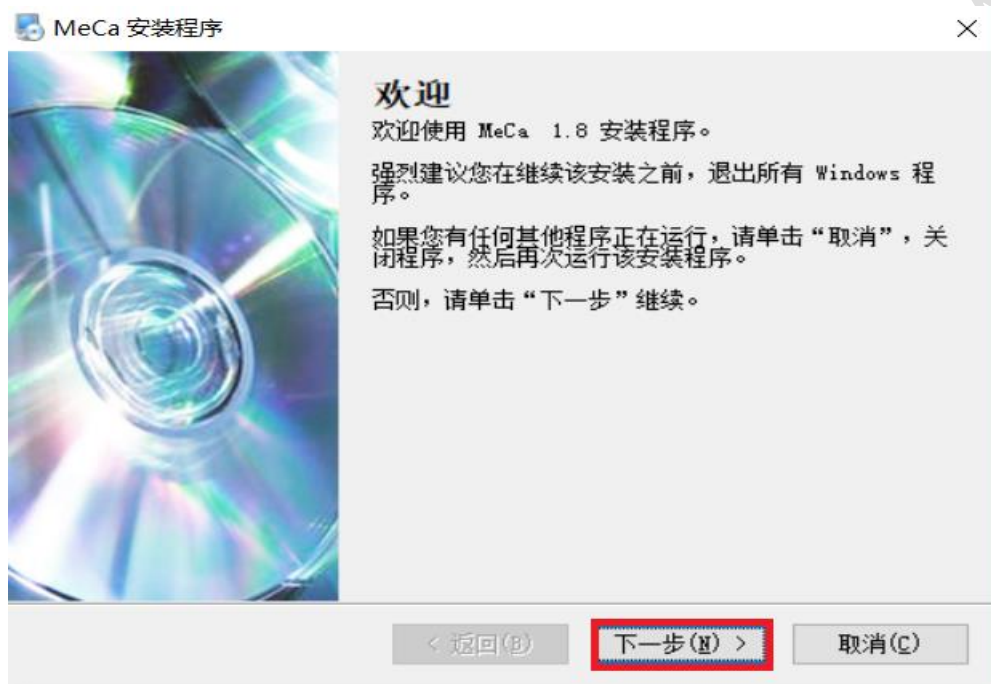 MeCa 安装程序
欢迎
欢迎使用 MeCa 1.8 安装程序。
强烈建议您在继续该安装之前，退出所有 Windows 程
序。
如果您有任何其他程序正在运行，请单击“取消”，关
闭程序，然后再次运行该安装程序。
否则，请单击“下一步”继续。
< 返回(B)
下一步(N) >
取消(C)